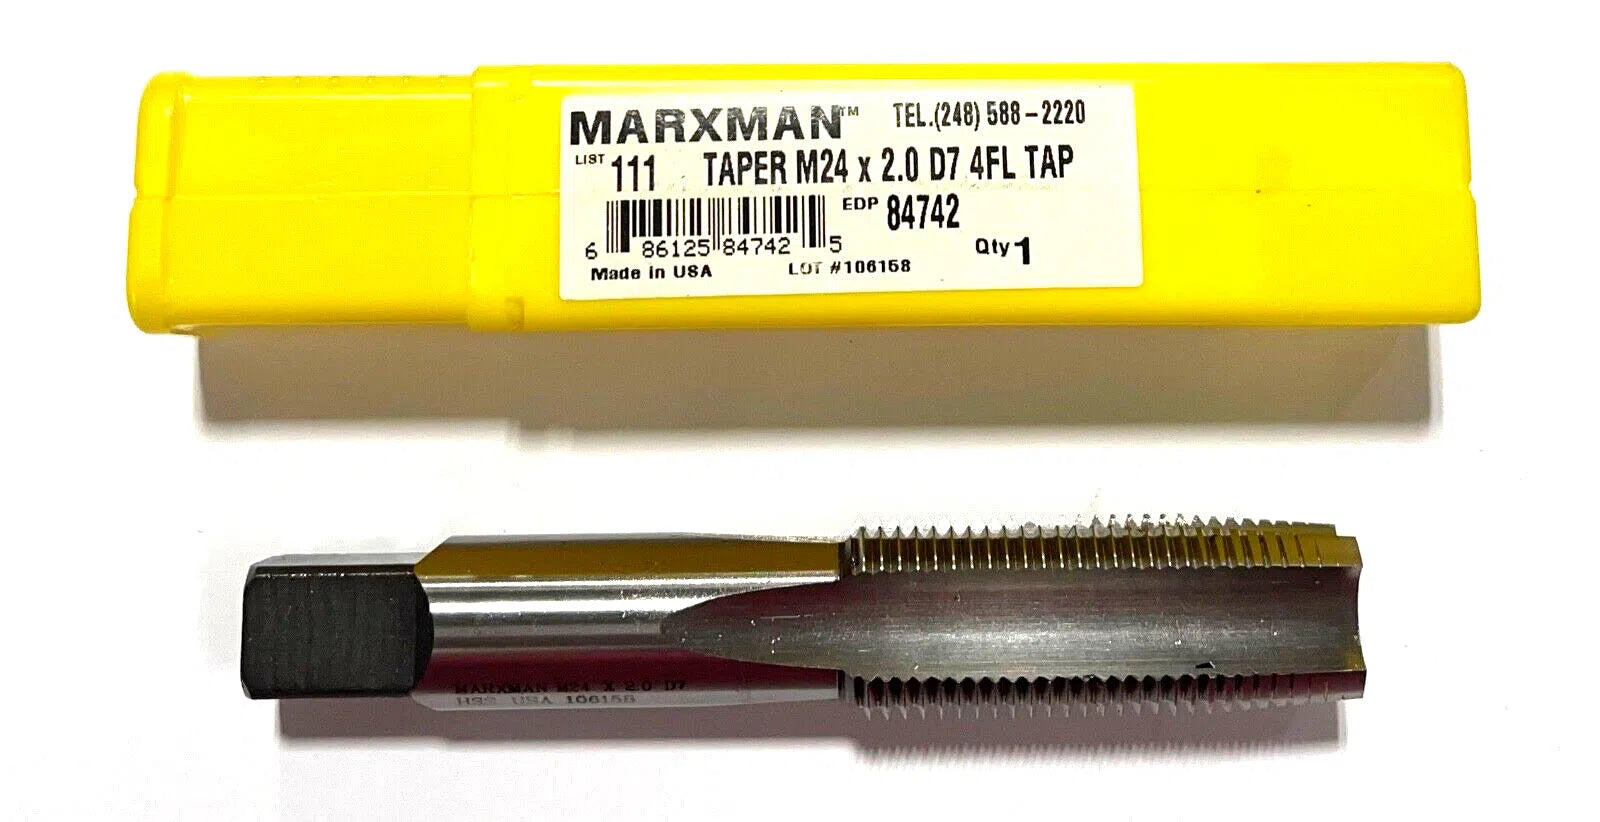 MARXMAN™ TEL.(248) 588-2220
LIST 111 TAPER M24 x 2.0 D7 4FL TAP
EDP 84742
6 86125 84742 5
Qty 1
Made in USA LOT #106158
MARXMAN M24 X 2.0 D7
HSS USA 106158